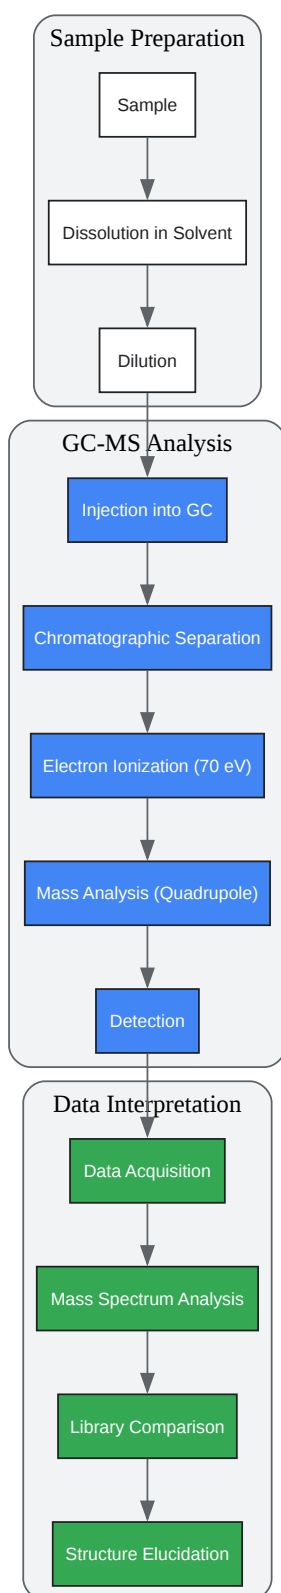 Sample Preparation
Sample
Dissolution in Solvent
Dilution
GC-MS Analysis
Injection into GC
Chromatographic Separation
Electron Ionization (70 eV)
Mass Analysis (Quadrupole)
Detection
Data Interpretation
Data Acquisition
Mass Spectrum Analysis
Library Comparison
Structure Elucidation